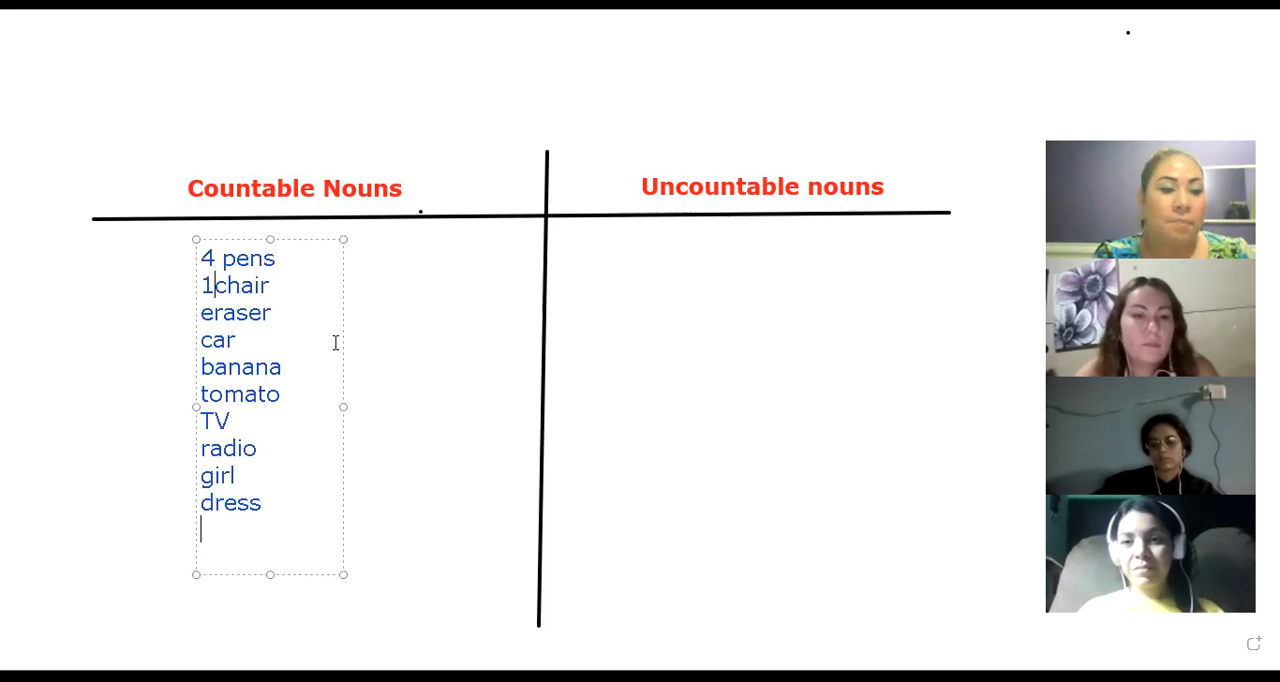 Countable Nouns
Uncountable nouns
4 pens
1chair
eraser
car
banana
tomato
TV
radio
girl
dress